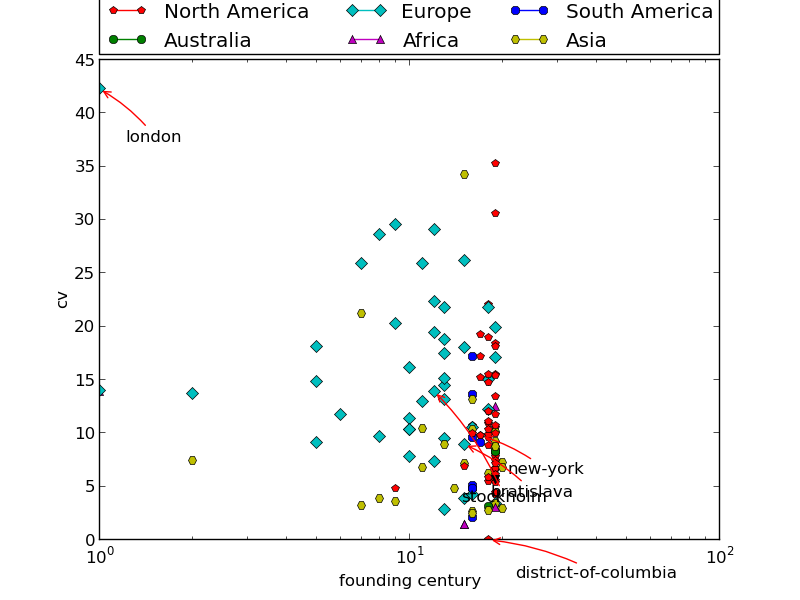 North America Europe South America
Australia Africa Asia
45
40
35
30
25
20
15
10
5
0
cv
london
new-york
bratislava
stockholm
district-of-columbia
10^0 10^1 10^2
founding century